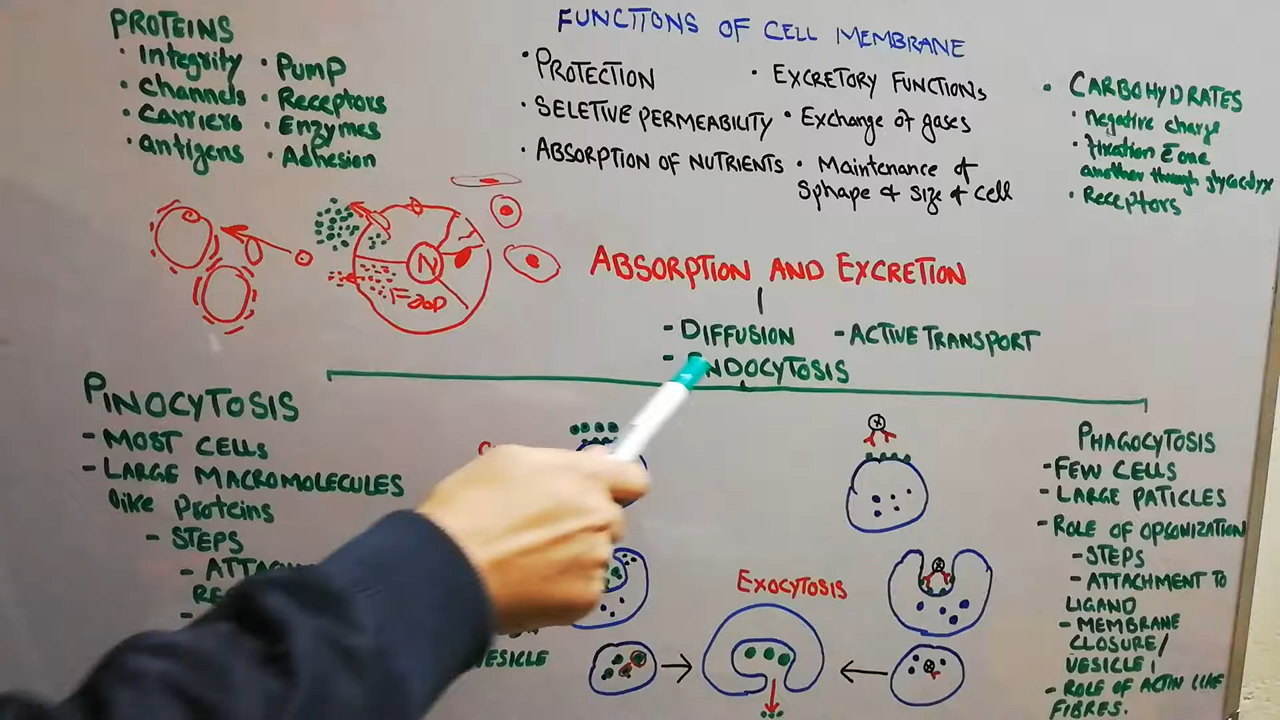 PROTEINS
· Integrity · Pump
· Channels · Receptors
· Carriers · Enzymes
· antigens · Adhesion
FUNCTIONS OF CELL MEMBRANE
· PROTECTION · EXCRETORY FUNCTIONS
· SELETIVE PERMEABILITY · Exchange of gases
· ABSORPTION OF NUTRIENTS · Maintenance of
Sphape & Size of cell
· CARBOHYDRATES
· negative charge
· fixation c̄ one
another through glycocalyx
· Receptors
N
ABSORPTION AND EXCRETION
- DIFFUSION - ACTIVE TRANSPORT
- ENDOCYTOSIS
PINOCYTOSIS
- MOST CELLS
- LARGE MACROMOLECULES
like Proteins
- STEPS
VESICLE
EXOCYTOSIS
PHAGOCYTOSIS
- FEW CELLS
- LARGE PATICLES
- ROLE OF OPSONIZATION
- STEPS
- ATTACHMENT TO
LIGAND
- MEMBRANE
CLOSURE/
VESICLE
- ROLE OF ACTIN LIKE
FIBRES.